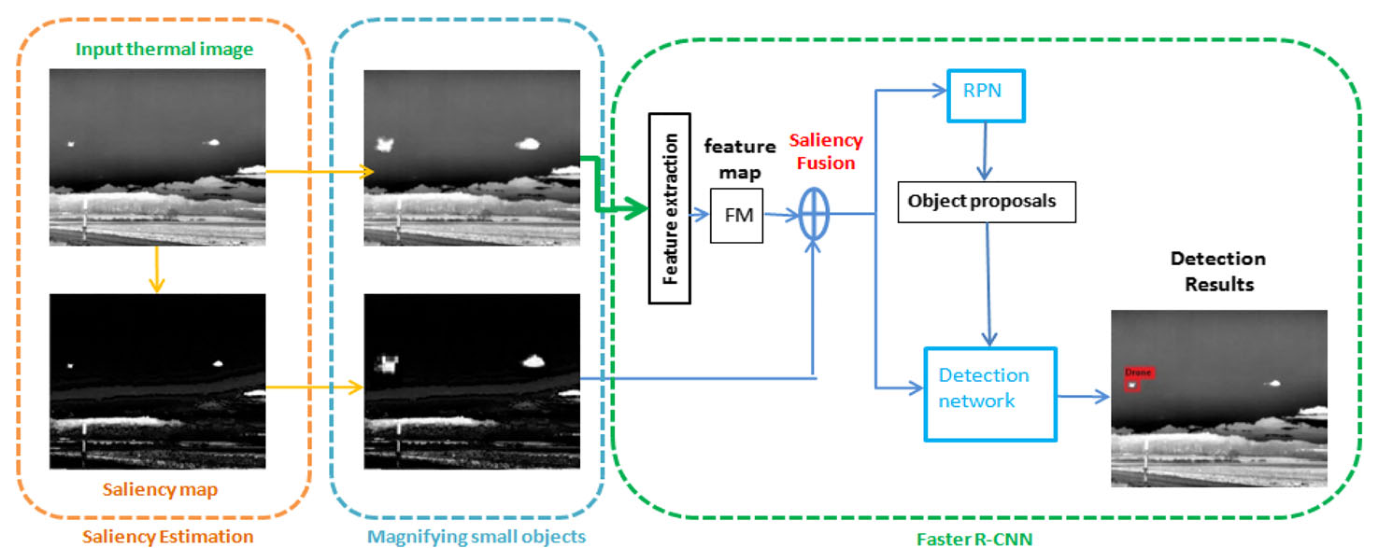 Input thermal image
Saliency map
Saliency Estimation
Magnifying small objects
Feature extraction
feature
map
FM
Saliency
Fusion
RPN
Object proposals
Detection
network
Detection
Results
Drone
Faster R-CNN